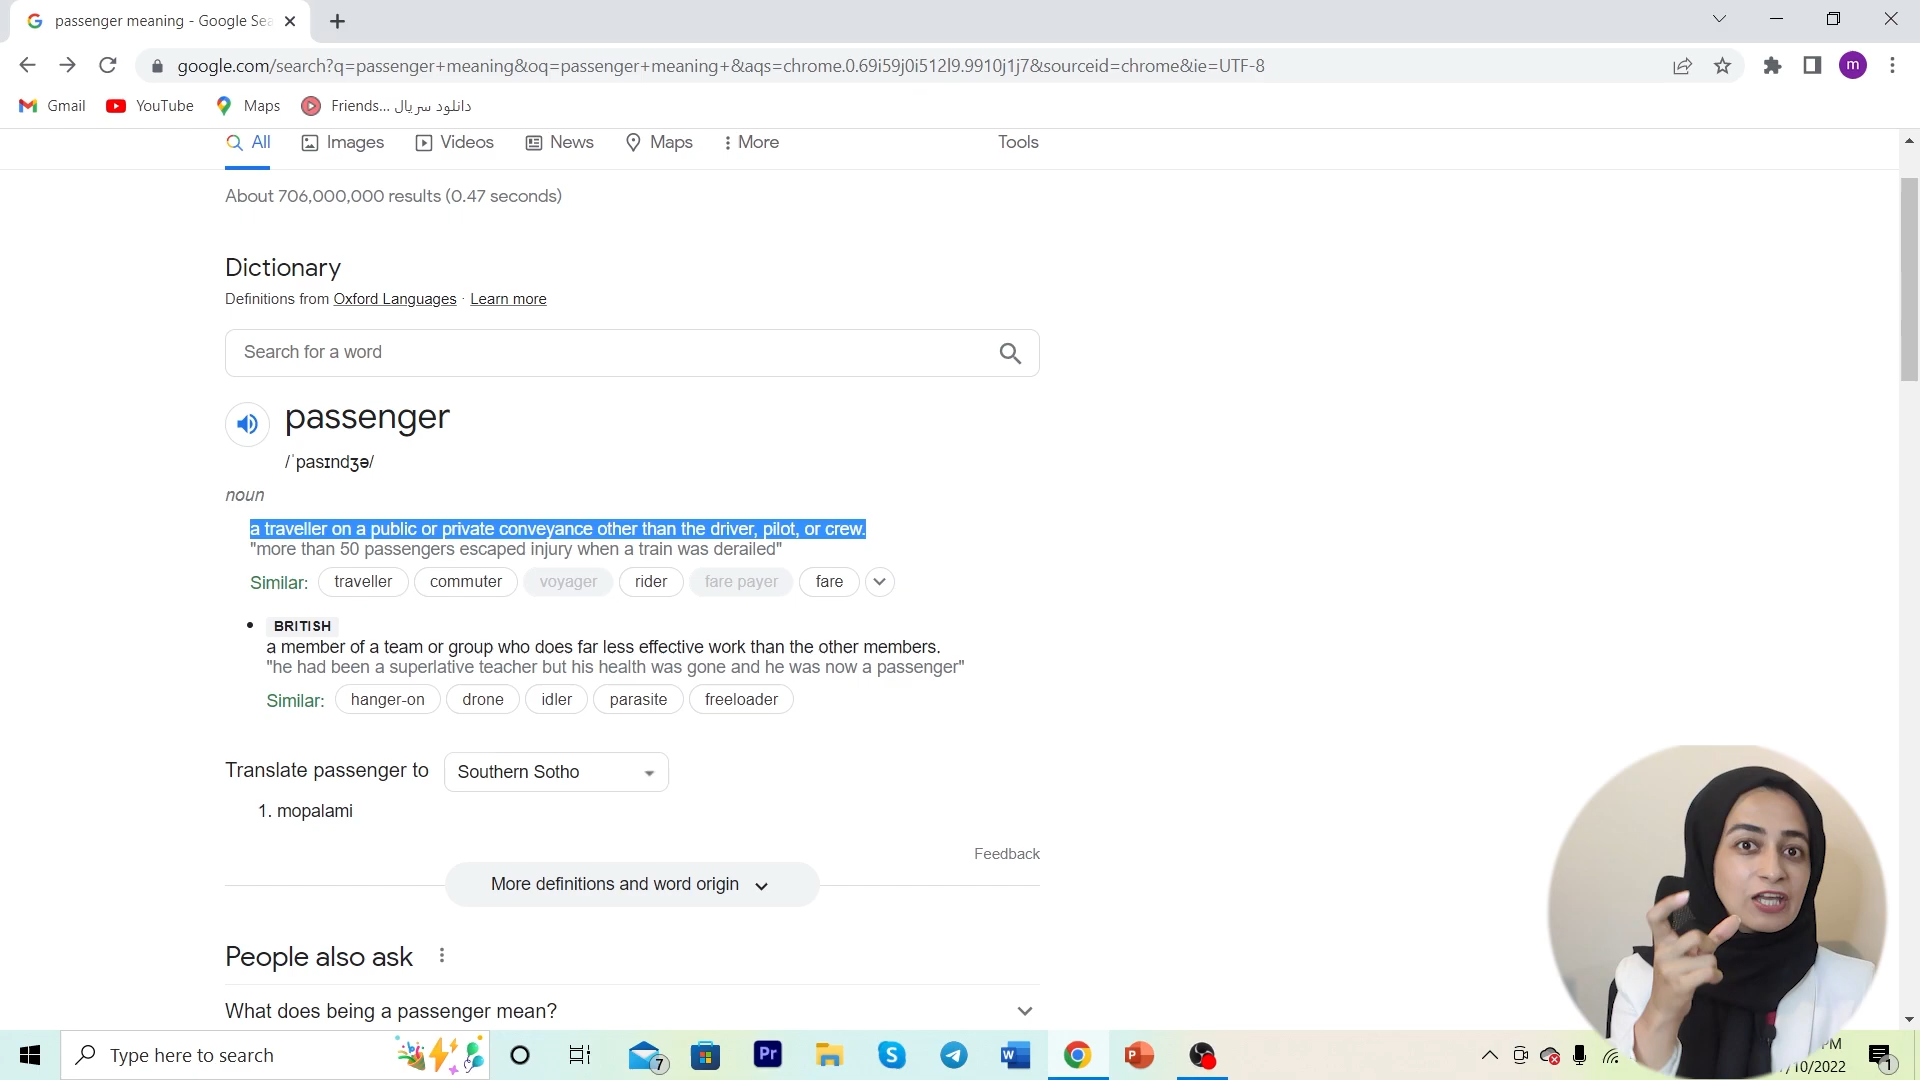 passenger meaning - Google Sea
google.com/search?q=passenger+meaning&oq=passenger+meaning+&aqs=chrome.0.69i59j0i512l9.9910j1j7&sourceid=chrome&ie=UTF-8
m
Gmail YouTube Maps Friends... دانلود سریال
All Images Videos News Maps More Tools
About 706,000,000 results (0.47 seconds)
Dictionary
Definitions from Oxford Languages · Learn more
Search for a word
passenger
/ˈpasɪndʒə/
noun
a traveller on a public or private conveyance other than the driver, pilot, or crew.
"more than 50 passengers escaped injury when a train was derailed"
Similar: traveller commuter voyager rider fare payer fare
• BRITISH
a member of a team or group who does far less effective work than the other members.
"he had been a superlative teacher but his health was gone and he was now a passenger"
Similar: hanger-on drone idler parasite freeloader
Translate passenger to Southern Sotho
1. mopalami
Feedback
More definitions and word origin
People also ask
What does being a passenger mean?
PM
Type here to search 7 Pr S W P 1
/10/2022